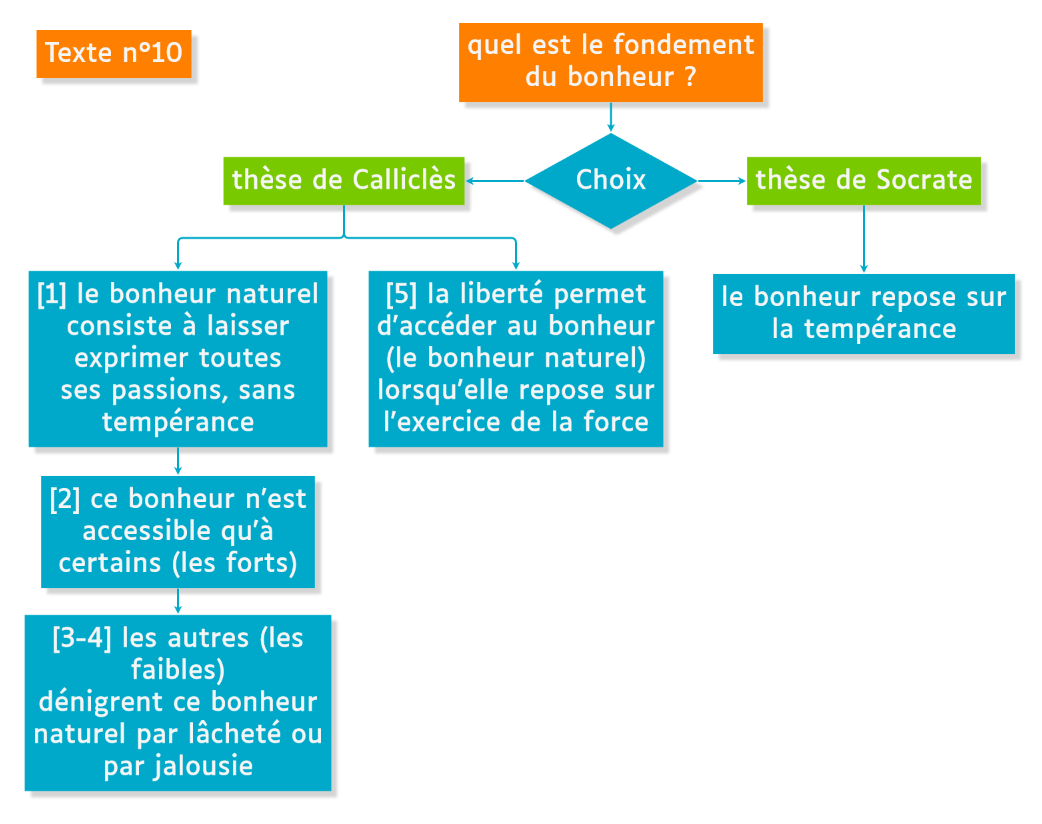 Texte n°10
quel est le fondement
du bonheur ?
Choix
thèse de Calliclès
thèse de Socrate
[1] le bonheur naturel
consiste à laisser
exprimer toutes
ses passions, sans
tempérance
[5] la liberté permet
d'accéder au bonheur
(le bonheur naturel)
lorsqu'elle repose sur
l'exercice de la force
le bonheur repose sur
la tempérance
[2] ce bonheur n'est
accessible qu'à
certains (les forts)
[3-4] les autres (les
faibles)
dénigrent ce bonheur
naturel par lâcheté ou
par jalousie